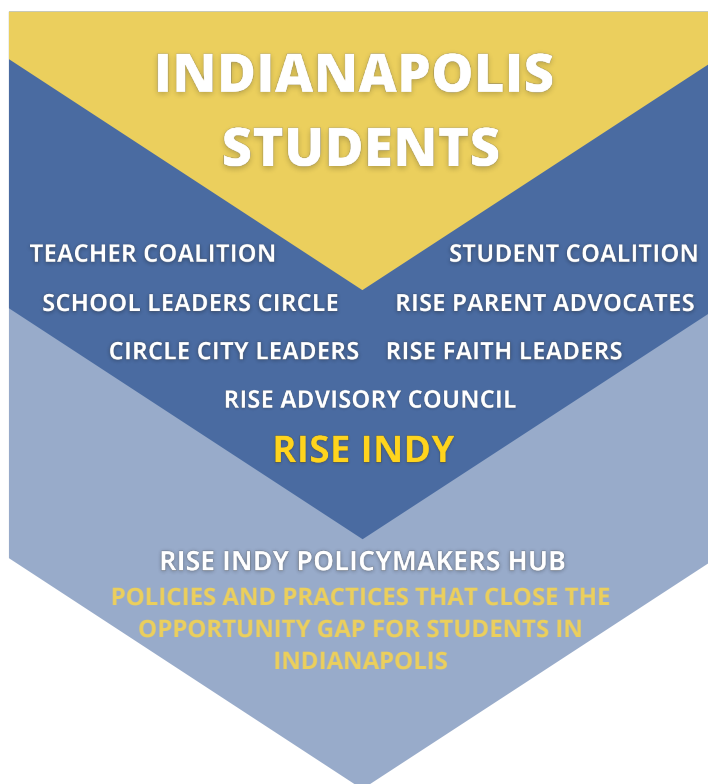 INDIANAPOLIS
STUDENTS
TEACHER COALITION STUDENT COALITION
SCHOOL LEADERS CIRCLE RISE PARENT ADVOCATES
CIRCLE CITY LEADERS RISE FAITH LEADERS
RISE ADVISORY COUNCIL
RISE INDY
RISE INDY POLICYMAKERS HUB
POLICIES AND PRACTICES THAT CLOSE THE
OPPORTUNITY GAP FOR STUDENTS IN
INDIANAPOLIS